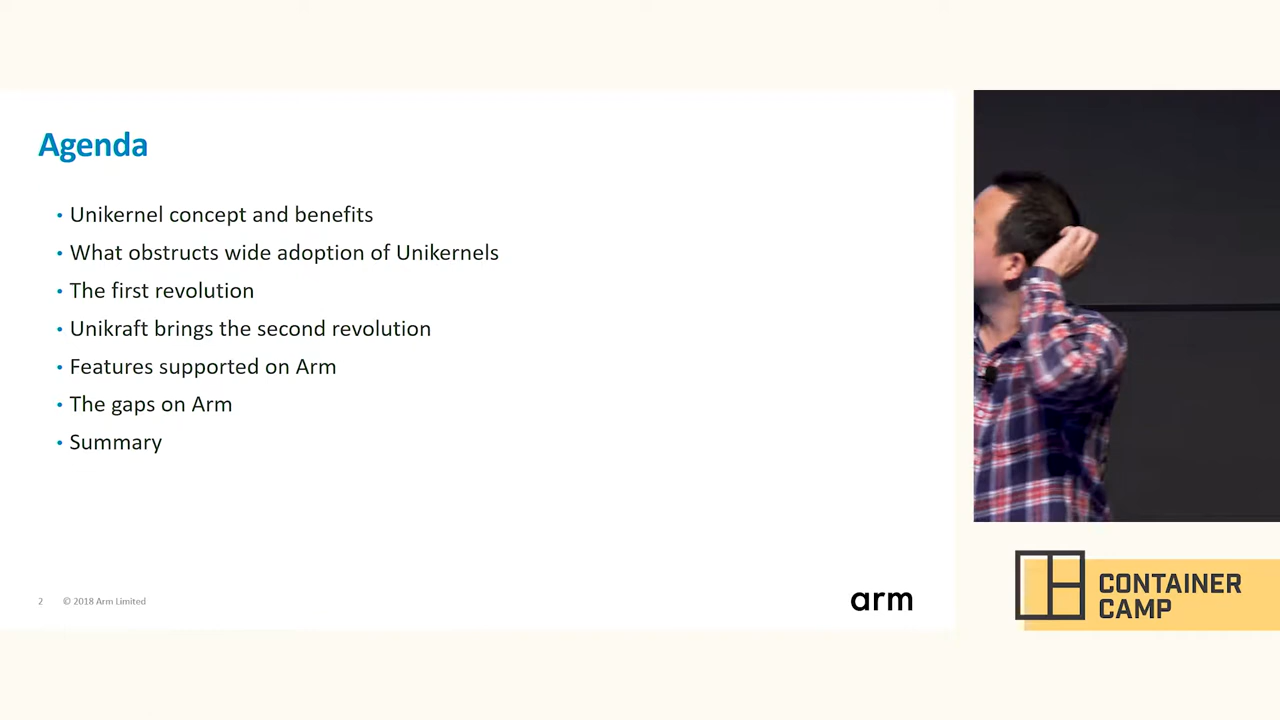 Agenda
• Unikernel concept and benefits
• What obstructs wide adoption of Unikernels
• The first revolution
• Unikraft brings the second revolution
• Features supported on Arm
• The gaps on Arm
• Summary
2 © 2018 Arm Limited
arm
CONTAINER
CAMP